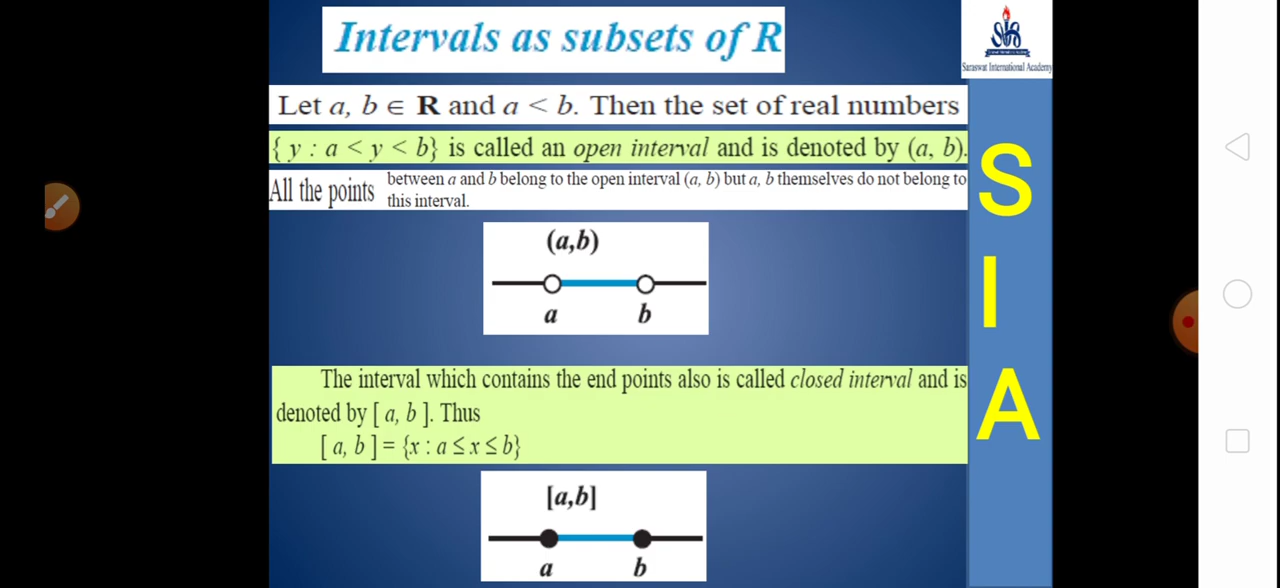 Intervals as subsets of R
SIA
Saraswat International Academy
Let a, b ∈ R and a < b. Then the set of real numbers
{ y : a < y < b} is called an open interval and is denoted by (a, b).
All the points between a and b belong to the open interval (a, b) but a, b themselves do not belong to
this interval.
(a,b)
a b
The interval which contains the end points also is called closed interval and is
denoted by [ a, b ]. Thus
[ a, b ] = {x : a ≤ x ≤ b}
[a,b]
a b
S
I
A